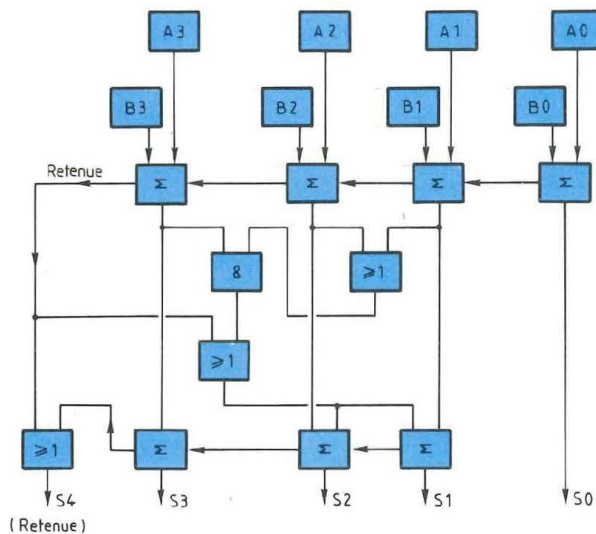 A3 A2 A1 A0
B3 B2 B1 B0
Retenue Σ Σ Σ Σ
& ≥1
≥1
≥1 Σ Σ Σ
S4 S3 S2 S1 S0
(Retenue)